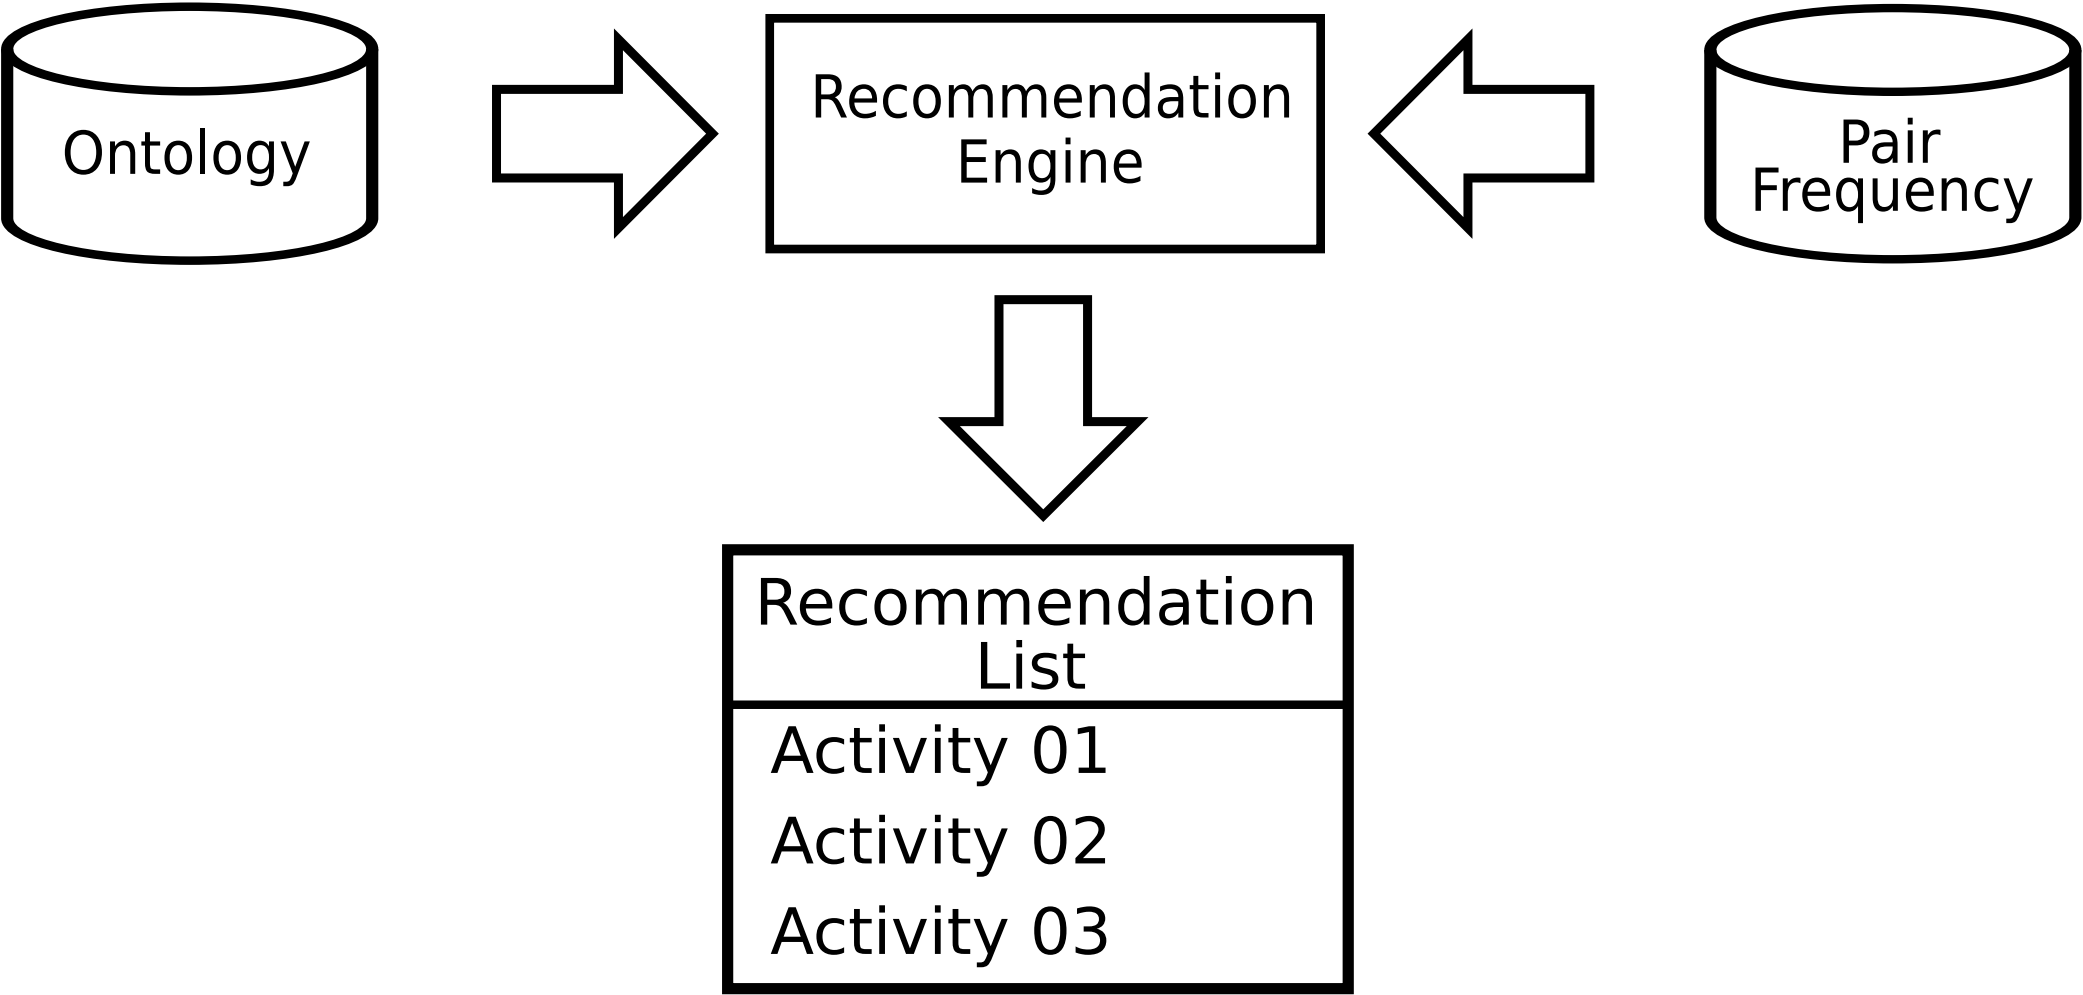 Ontology
Recommendation
Engine
Pair
Frequency
Recommendation
List
Activity 01
Activity 02
Activity 03